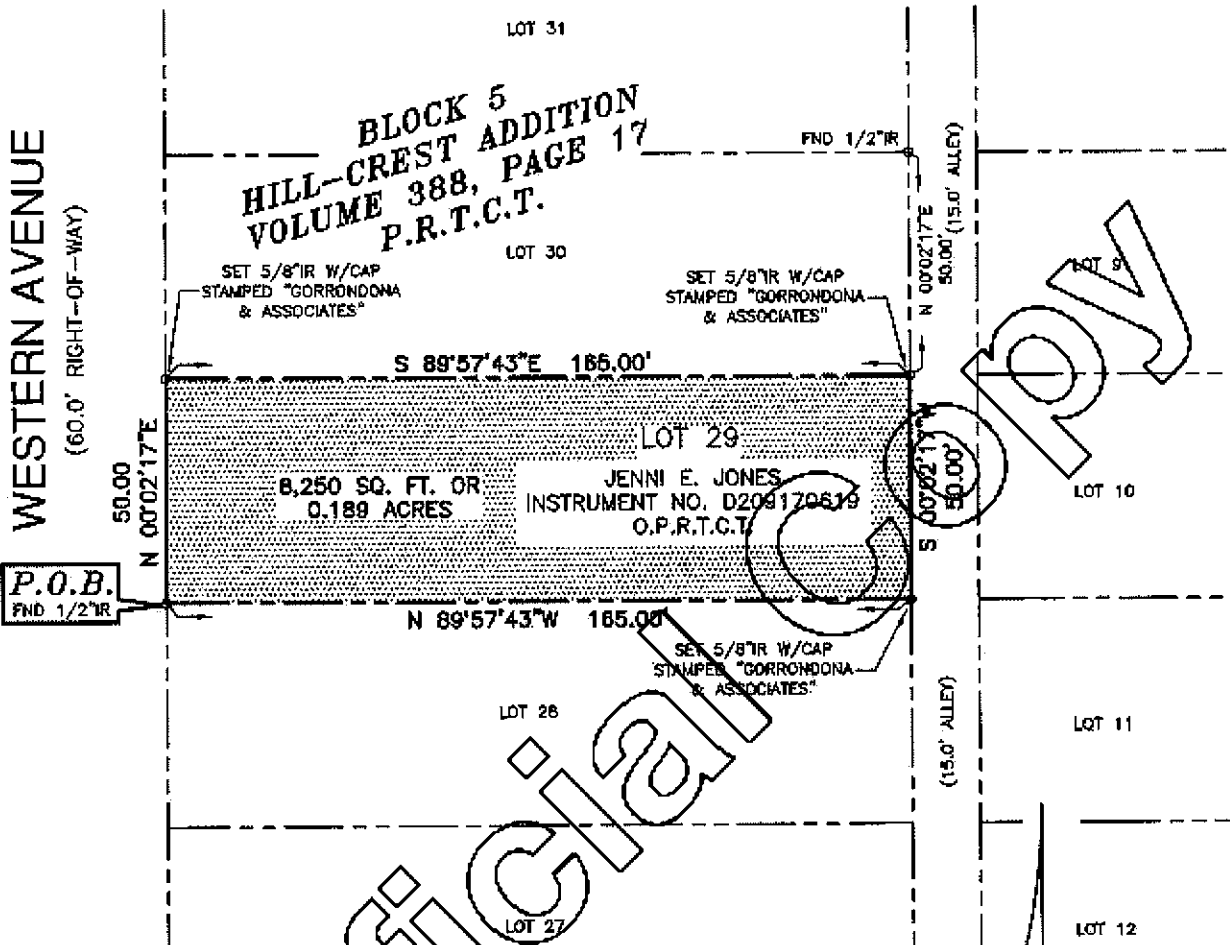 LOT 31
BLOCK 5
HILL-CREST ADDITION
VOLUME 388, PAGE 17
P.R.T.C.T.
WESTERN AVENUE
(60.0' RIGHT-OF-WAY)
FND 1/2"IR
(15.0' ALLEY)
N 00°02'17"E
50.00'
LOT 30
LOT 9
SET 5/8"IR W/CAP
STAMPED "GORRONDONA
& ASSOCIATES"
SET 5/8"IR W/CAP
STAMPED "GORRONDONA
& ASSOCIATES"
S 89°57'43"E 165.00'
50.00
N 00°02'17"E
LOT 29
8,250 SQ. FT. OR
0.189 ACRES
JENNI E. JONES
INSTRUMENT NO. D209170619
O.P.R.T.C.T.
S 00°02'17"W
50.00'
LOT 10
P.O.B.
FND 1/2"IR
N 89°57'43"W 165.00'
SET 5/8"IR W/CAP
STAMPED "GORRONDONA
& ASSOCIATES"
LOT 28
(15.0' ALLEY)
LOT 11
LOT 27
LOT 12
ficial Copy